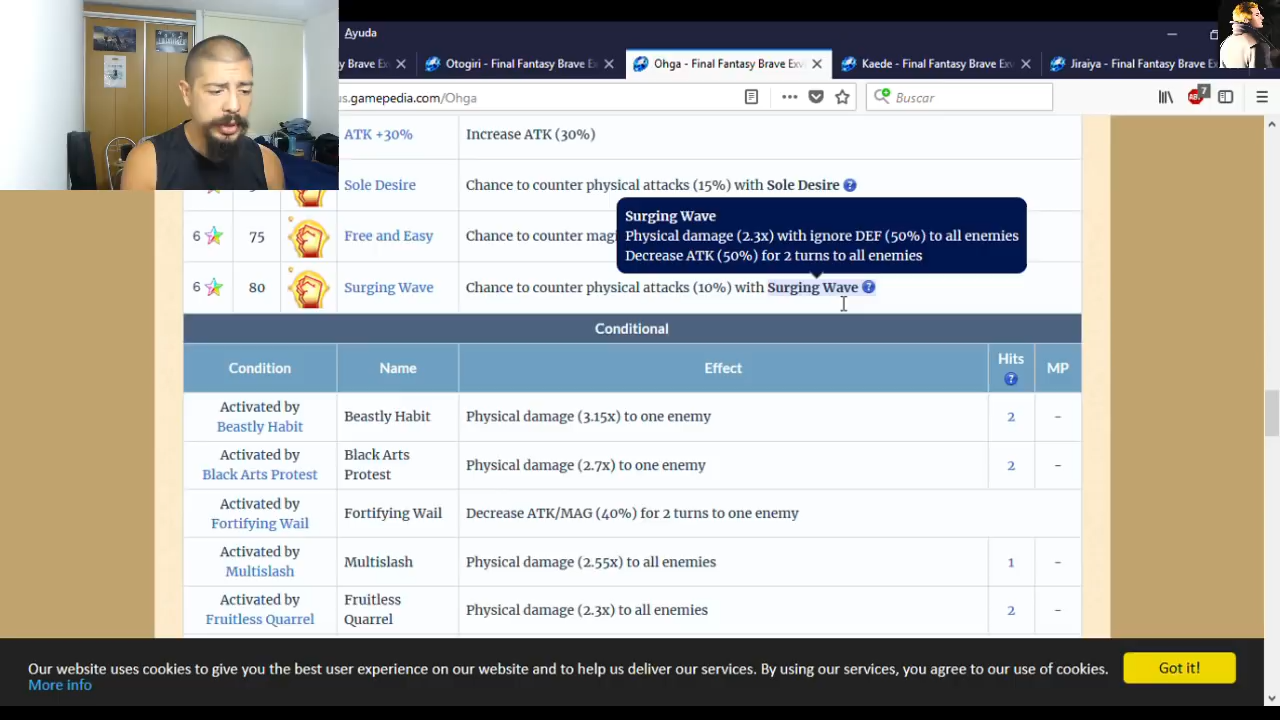 Ayuda
y Brave Ex
Otogiri - Final Fantasy Brave Exv
Ohga - Final Fantasy Brave Exvi
Kaede - Final Fantasy Brave Exv
Jiraiya - Final Fantasy Brave Ex
us.gamepedia.com/Ohga
Buscar
7
ATK +30%
Increase ATK (30%)
Sole Desire
Chance to counter physical attacks (15%) with Sole Desire ?
Surging Wave
Physical damage (2.3x) with ignore DEF (50%) to all enemies
Decrease ATK (50%) for 2 turns to all enemies
6
75
Free and Easy
Chance to counter mag
6
80
Surging Wave
Chance to counter physical attacks (10%) with Surging Wave ?
Conditional
Condition
Name
Effect
Hits
?
MP
Activated by
Beastly Habit
Beastly Habit
Physical damage (3.15x) to one enemy
2
-
Activated by
Black Arts Protest
Black Arts
Protest
Physical damage (2.7x) to one enemy
2
-
Activated by
Fortifying Wail
Fortifying Wail
Decrease ATK/MAG (40%) for 2 turns to one enemy
Activated by
Multislash
Multislash
Physical damage (2.55x) to all enemies
1
-
Activated by
Fruitless Quarrel
Fruitless
Quarrel
Physical damage (2.3x) to all enemies
2
-
Our website uses cookies to give you the best user experience on our website and to help us deliver our services. By using our services, you agree to our use of cookies.
More info
Got it!